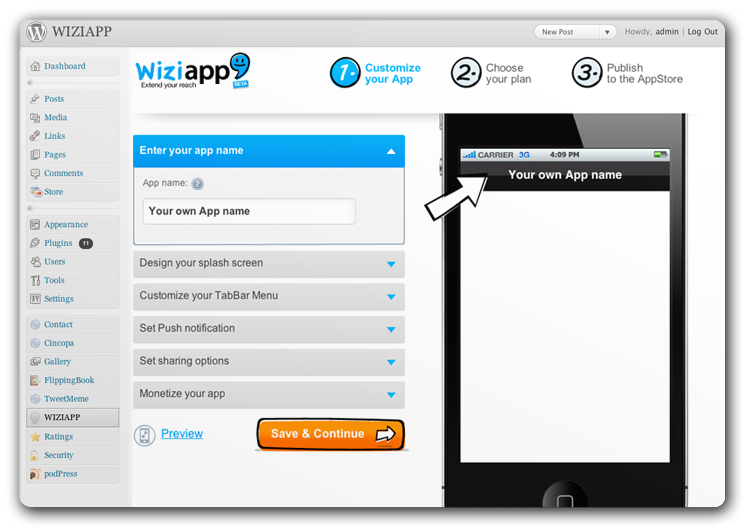 WIZIAPP
New Post
Howdy, admin | Log Out
Dashboard
Posts
Media
Links
Pages
Comments
Store
Appearance
Plugins 11
Users
Tools
Settings
Contact
Cincopa
Gallery
FlippingBook
TweetMeme
WIZIAPP
Ratings
Security
podPress
Wiziapp
BETA
Extend your reach
1. Customize
your App
2. Choose
your plan
3. Publish
to the AppStore
Enter your app name
App name: ?
Your own App name
Design your splash screen
Customize your TabBar Menu
Set Push notification
Set sharing options
Monetize your app
Preview
Save & Continue
CARRIER 3G 4:09 PM
Your own App name